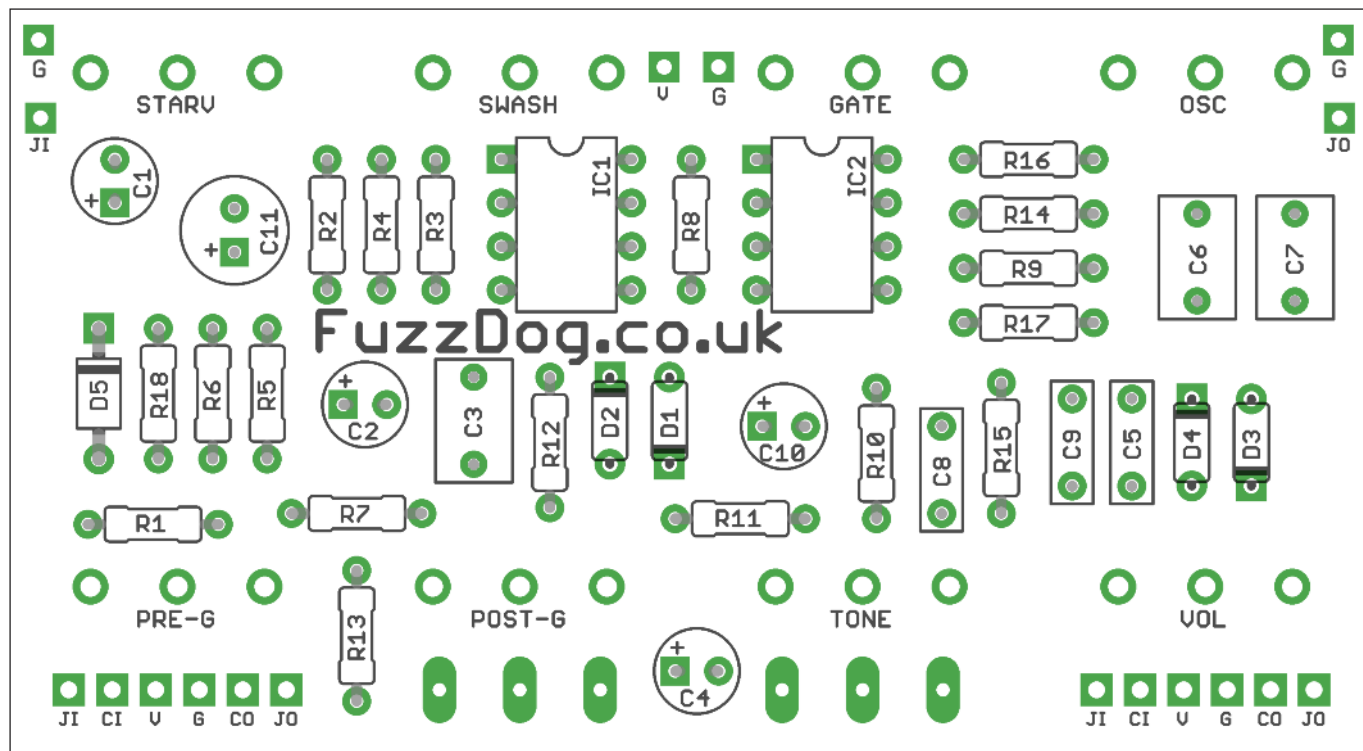 G
G
STARV
SWASH
V
G
GATE
OSC
JI
JO
+
C1
+
C11
R2
R4
R3
IC1
R8
IC2
R16
R14
R9
R17
C6
C7
FuzzDog.co.uk
D5
R18
R6
R5
+
C2
C3
R12
D2
D1
+
C10
R10
C8
R15
C9
C5
D4
D3
R1
R7
R11
R13
PRE-G
POST-G
TONE
VOL
+
C4
JI CI V G CO JO
JI CI V G CO JO